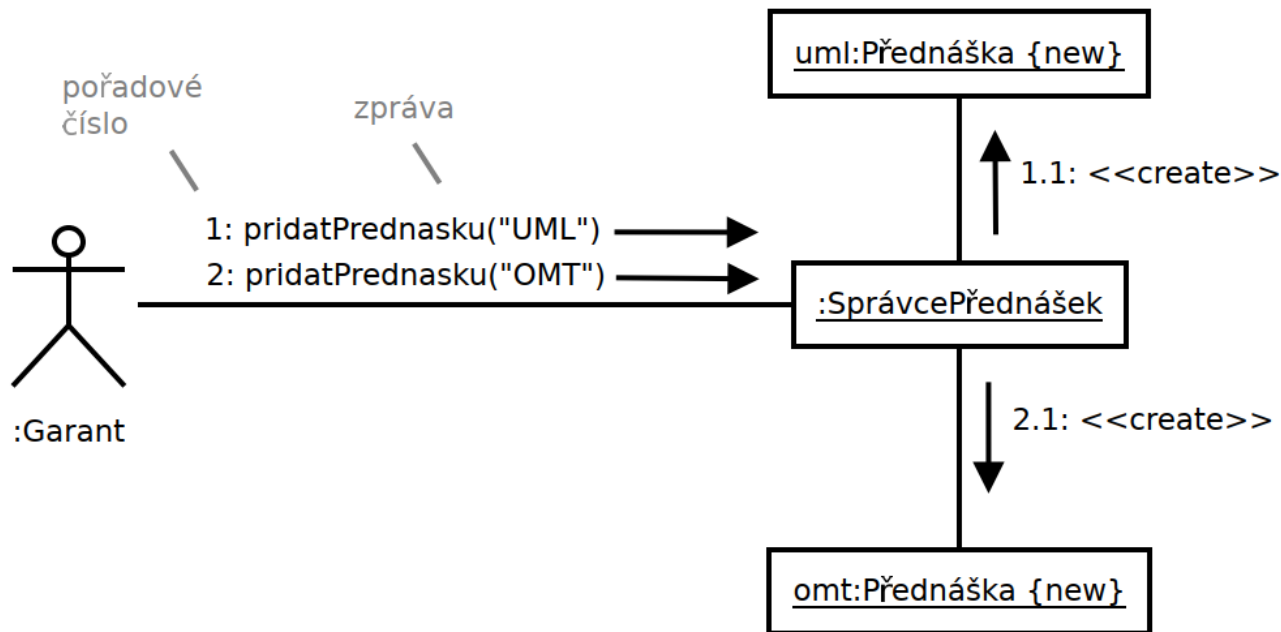 uml:Přednáška {new}
pořadové
číslo
zpráva
1.1: <<create>>
1: pridatPrednasku("UML")
2: pridatPrednasku("OMT")
:SprávcePřednášek
:Garant
2.1: <<create>>
omt:Přednáška {new}